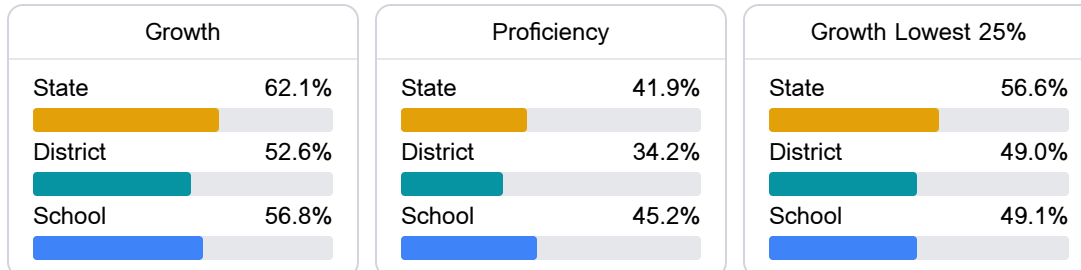 Growth
State 62.1%
District 52.6%
School 56.8%
Proficiency
State 41.9%
District 34.2%
School 45.2%
Growth Lowest 25%
State 56.6%
District 49.0%
School 49.1%